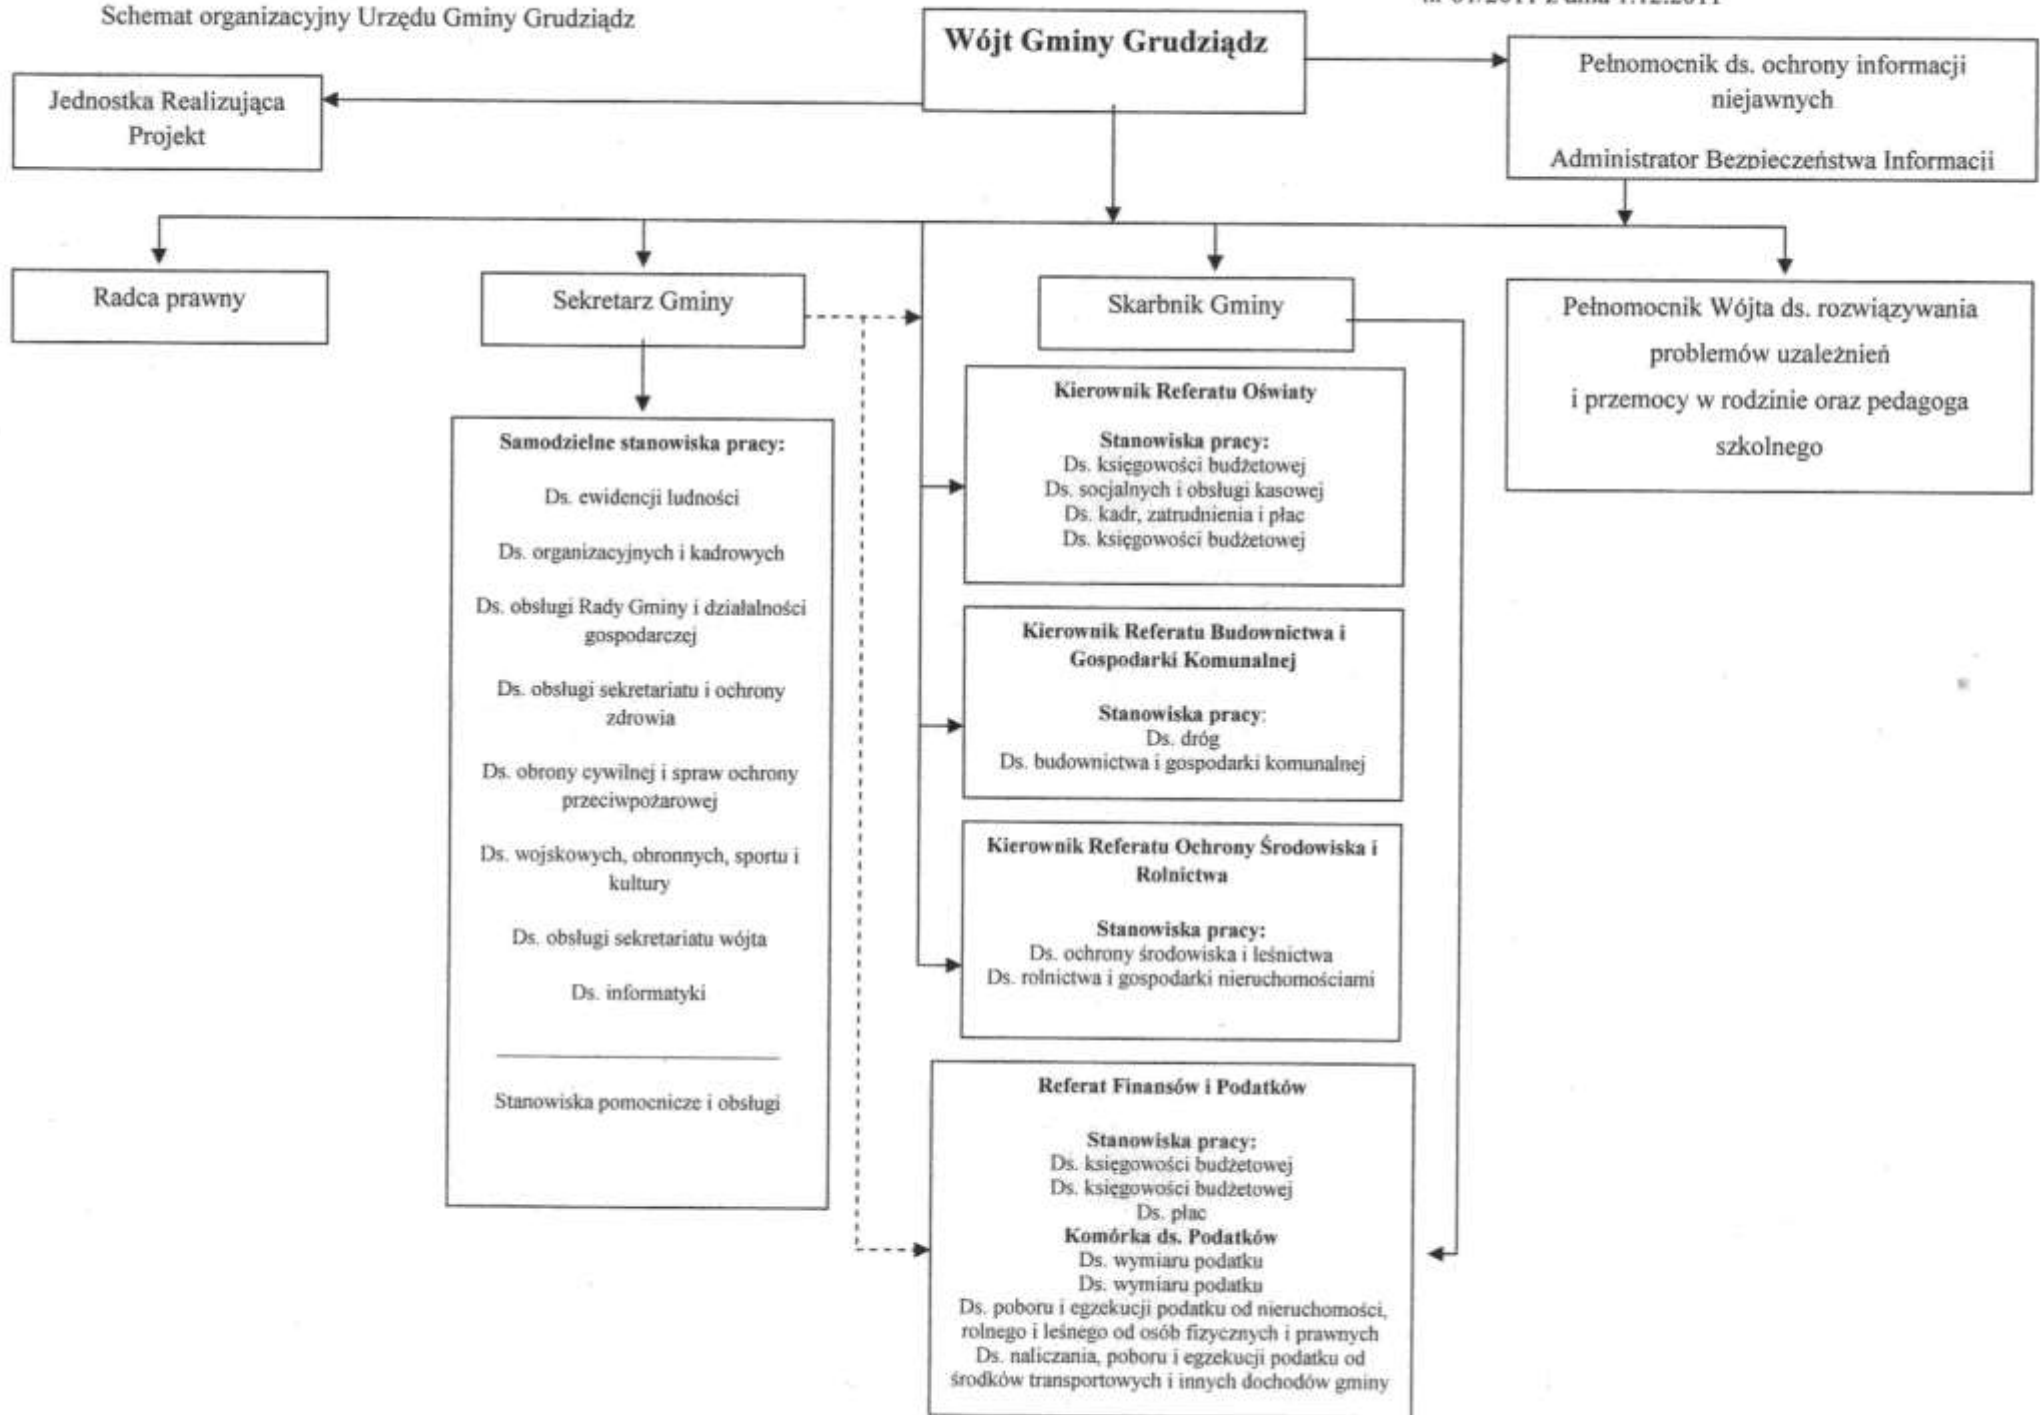 Schemat organizacyjny Urzędu Gminy Grudziądz
Wójt Gminy Grudziądz
Pełnomocnik ds. ochrony informacji
niejawnych
Administrator Bezpieczeństwa Informacji
Jednostka Realizująca
Projekt
Radca prawny
Sekretarz Gminy
Skarbnik Gminy
Pełnomocnik Wójta ds. rozwiązywania
problemów uzależnień
i przemocy w rodzinie oraz pedagoga
szkolnego
Samodzielne stanowiska pracy:
Ds. ewidencji ludności
Ds. organizacyjnych i kadrowych
Ds. obsługi Rady Gminy i działalności
gospodarczej
Ds. obsługi sekretariatu i ochrony
zdrowia
Ds. obrony cywilnej i spraw ochrony
przeciwpożarowej
Ds. wojskowych, obronnych, sportu i
kultury
Ds. obsługi sekretariatu wójta
Ds. informatyki
Stanowiska pomocnicze i obsługi
Kierownik Referatu Oświaty
Stanowiska pracy:
Ds. księgowości budżetowej
Ds. socjalnych i obsługi kasowej
Ds. kadr, zatrudnienia i płac
Ds. księgowości budżetowej
Kierownik Referatu Budownictwa i
Gospodarki Komunalnej
Stanowiska pracy:
Ds. dróg
Ds. budownictwa i gospodarki komunalnej
Kierownik Referatu Ochrony Środowiska i
Rolnictwa
Stanowiska pracy:
Ds. ochrony środowiska i leśnictwa
Ds. rolnictwa i gospodarki nieruchomościami
Referat Finansów i Podatków
Stanowiska pracy:
Ds. księgowości budżetowej
Ds. księgowości budżetowej
Ds. płac
Komórka ds. Podatków
Ds. wymiaru podatku
Ds. wymiaru podatku
Ds. poboru i egzekucji podatku od nieruchomości,
rolnego i leśnego od osób fizycznych i prawnych
Ds. naliczania, poboru i egzekucji podatku od
środków transportowych i innych dochodów gminy